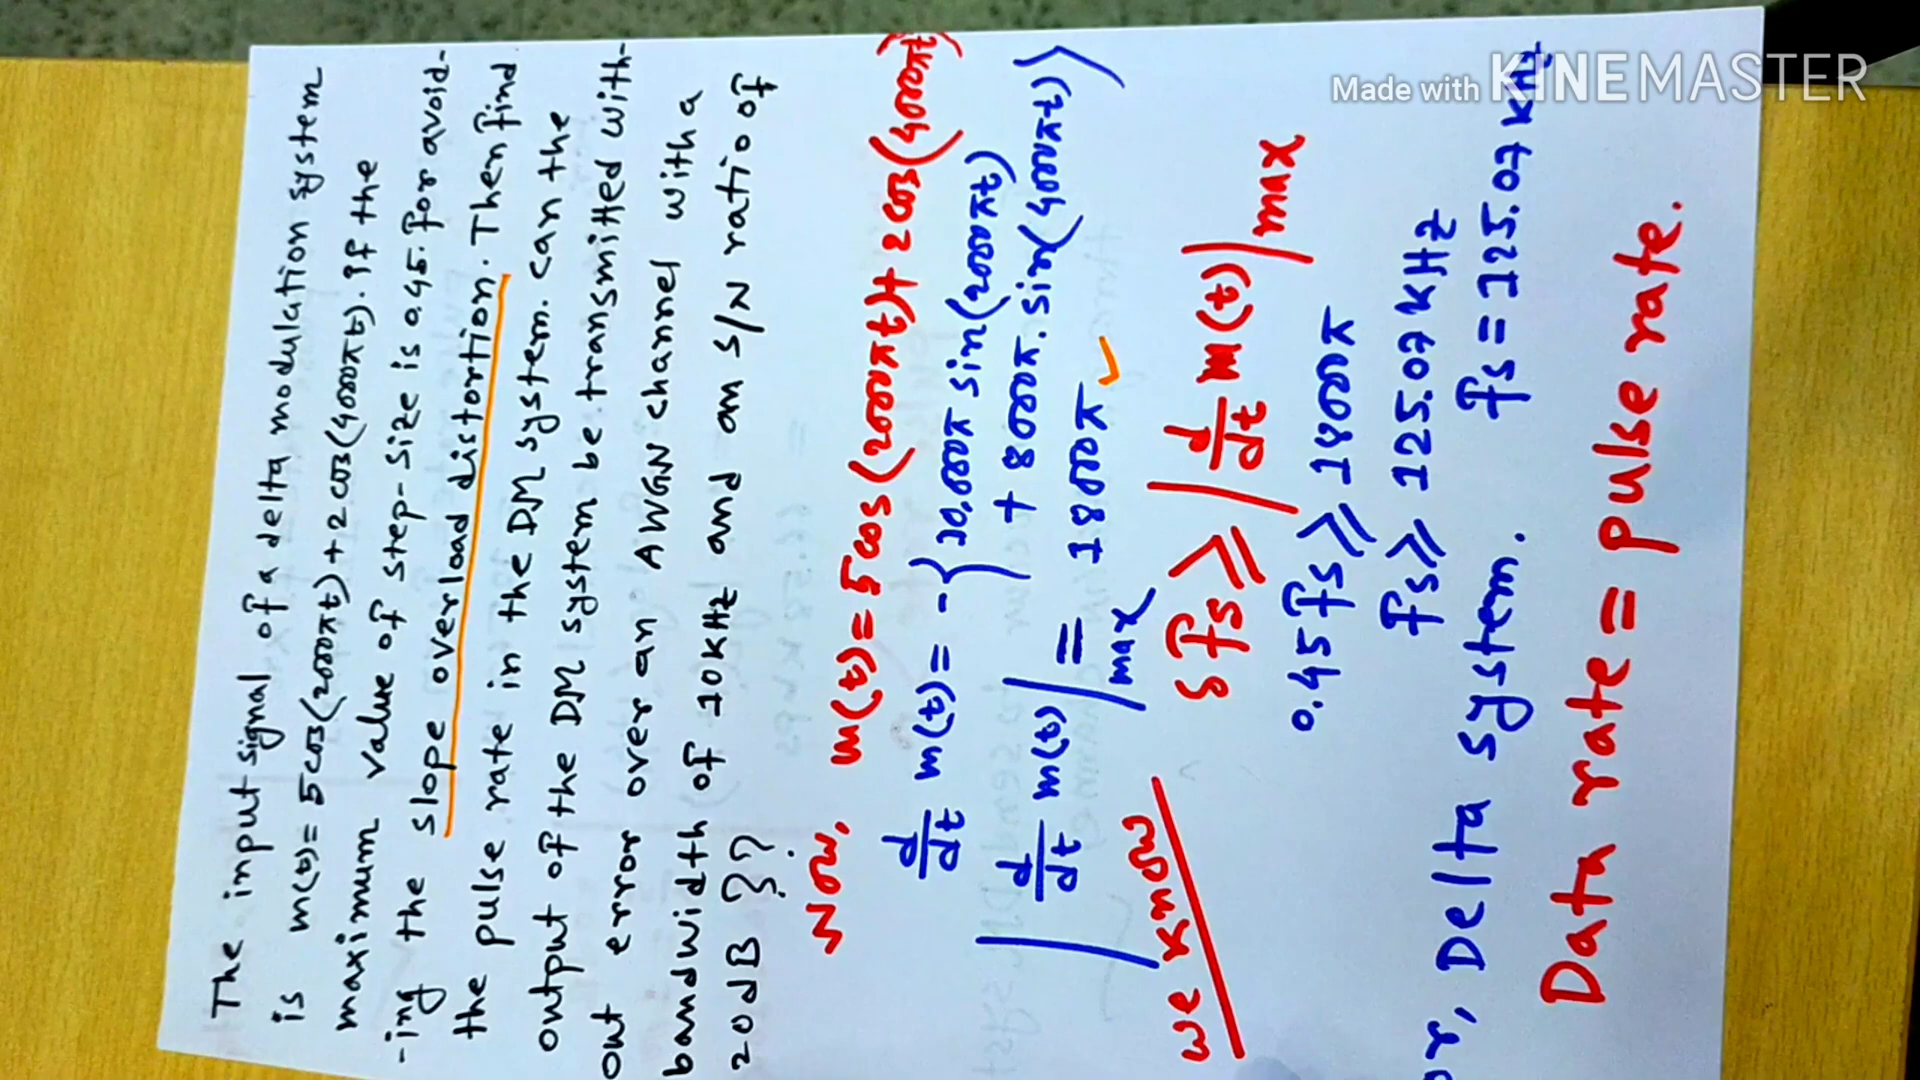 The input signal of a delta modulation system
is m(t)= 5cos(2000πt)+2cos(4000πt). If the
maximum value of step-size is 0.45. For avoid-
-ing the slope overload distortion. Then find
the pulse rate in the DM system. can the
output of the DM system be transmitted with-
out error over an AWGN channel with a
bandwidth of 10kHz and an S/N ratio of
20dB ??
Now, m(t)= 5cos(2000πt)+2cos(4000πt)
d/dt m(t)= -{10,000π sin(2000πt)
+ 8000π.sin(4000πt)}
|d/dt m(t)|max = 18000π ✓
we know
δfs ⩾ |d/dt m(t)|max
0.45fs ⩾ 18000π
fs ⩾ 125.07kHz
fs = 125.07kHz
or, Delta system.
Data rate = pulse rate.
Made with KINEMASTER